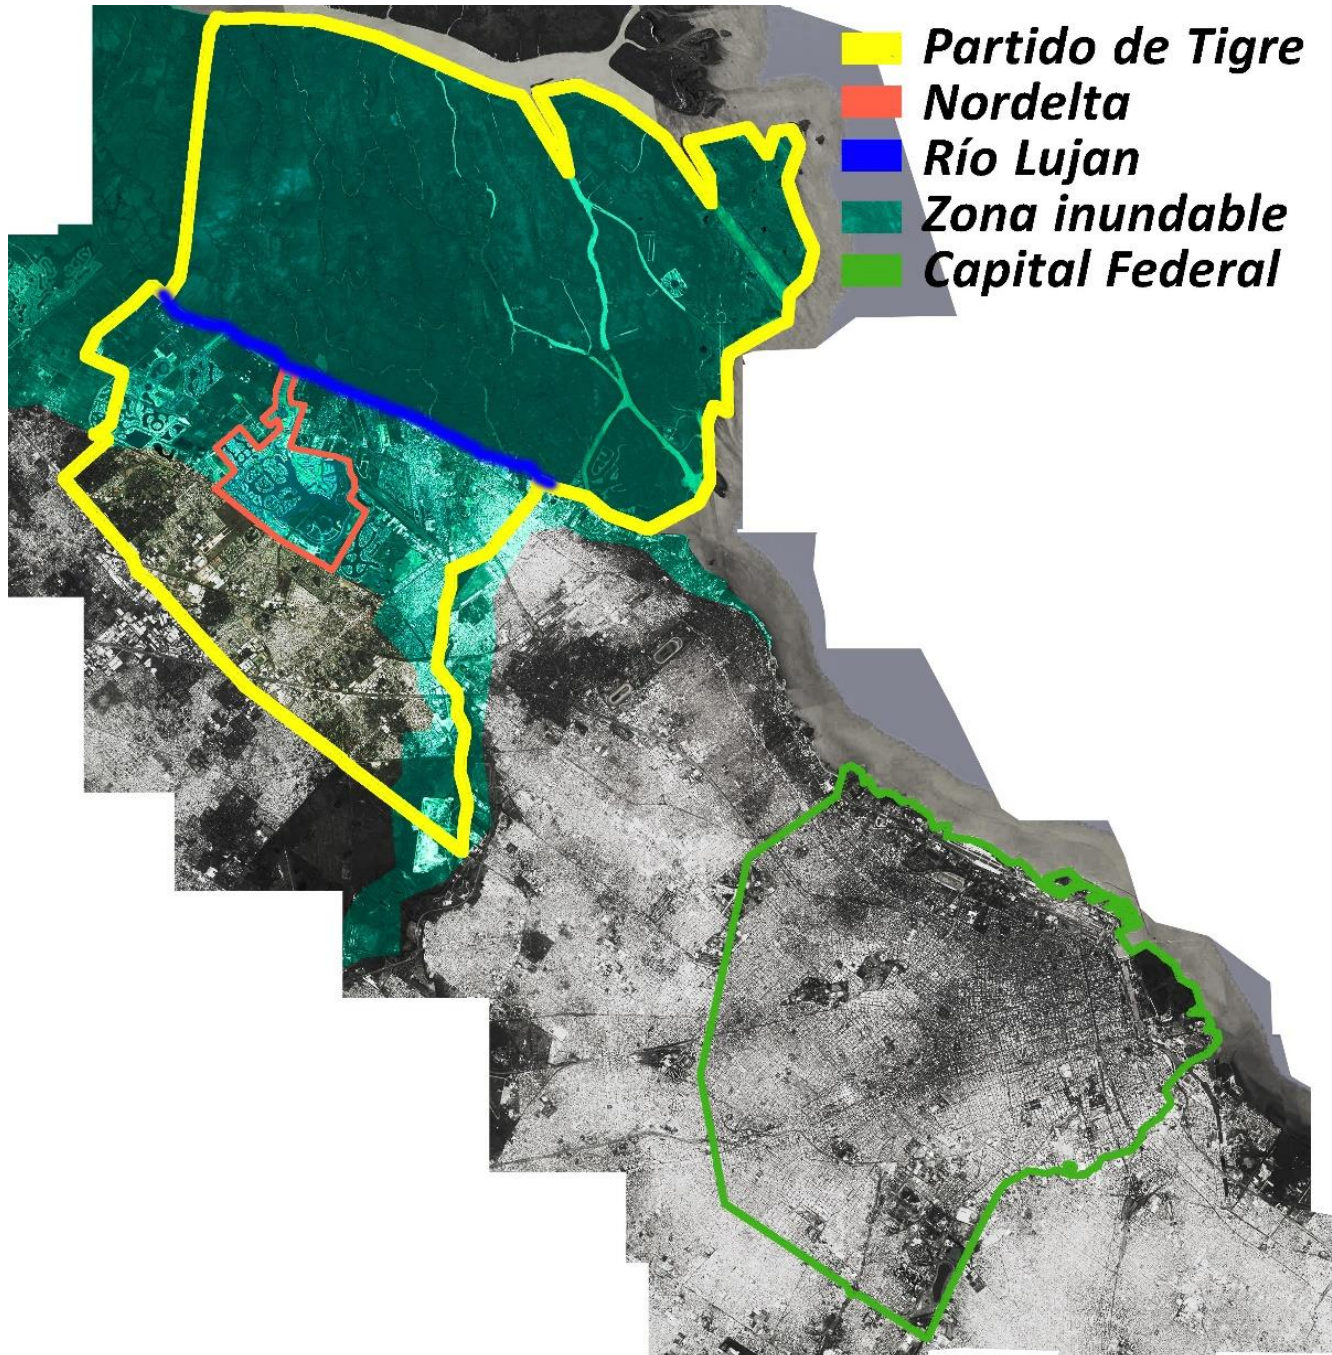 Partido de Tigre
Nordelta
Río Lujan
Zona inundable
Capital Federal